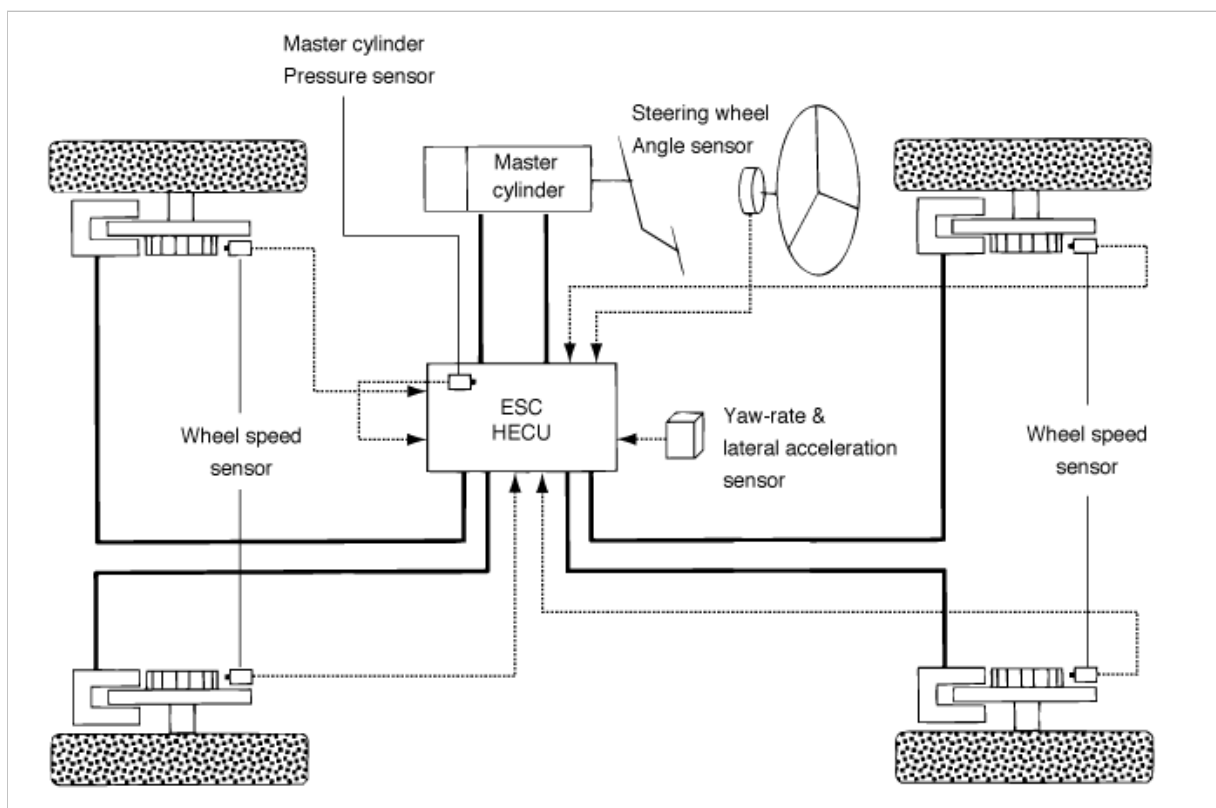 Master cylinder
Pressure sensor
Steering wheel
Angle sensor
Master
cylinder
ESC
HECU
Yaw-rate &
lateral acceleration
sensor
Wheel speed
sensor
Wheel speed
sensor